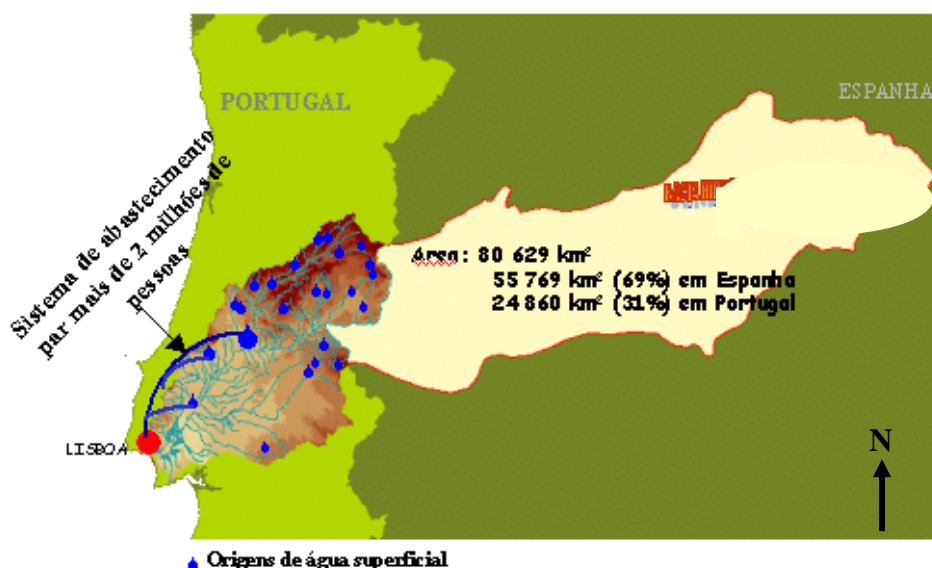 PORTUGAL
ESPANHA
Sistema de abastecimento
par mais de 2 milhões de
pessoas
Área: 80 629 km²
55 769 km² (69%) em Espanha
24 860 km² (31%) em Portugal
LISBOA
N
Origens de água superficial